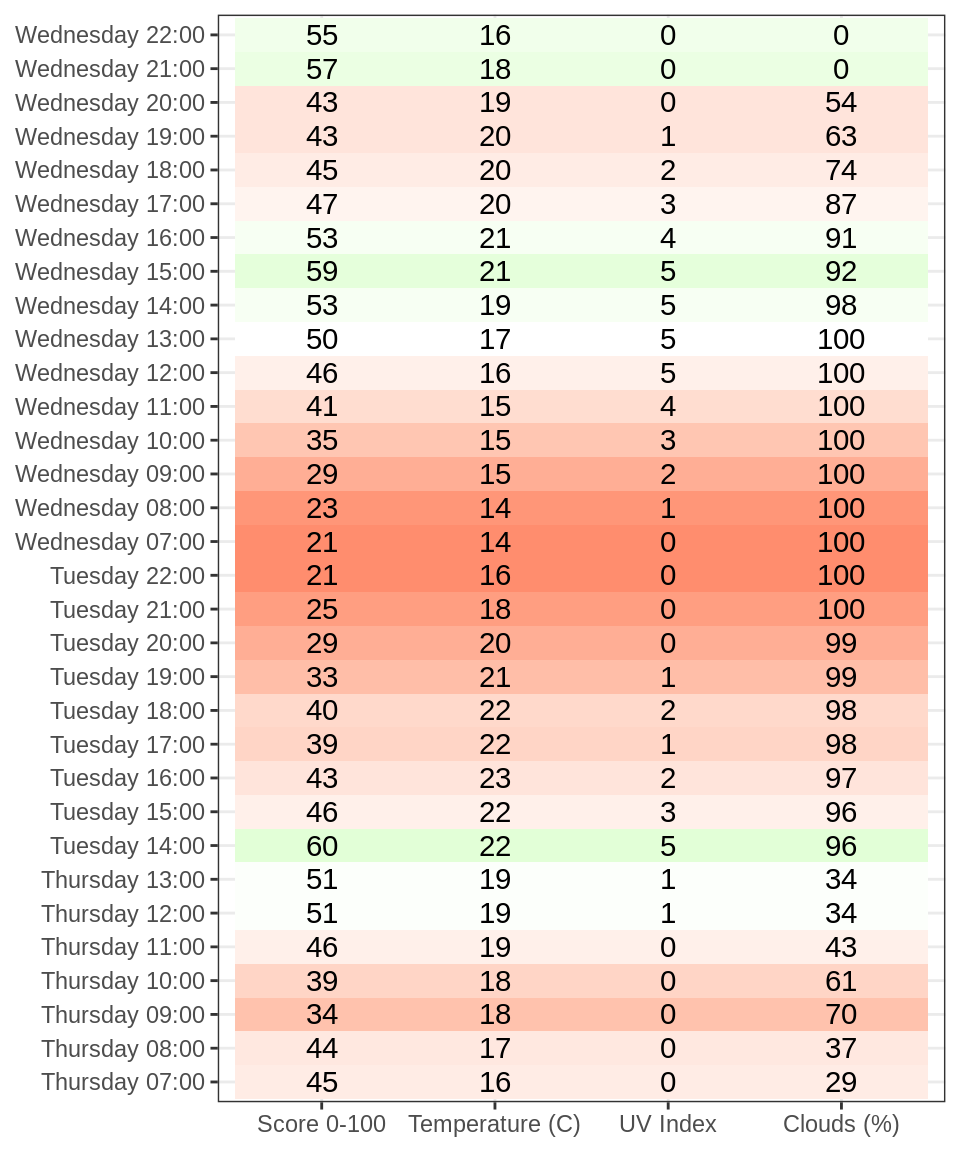 Wednesday 22:00 55 16 0 0
Wednesday 21:00 57 18 0 0
Wednesday 20:00 43 19 0 54
Wednesday 19:00 43 20 1 63
Wednesday 18:00 45 20 2 74
Wednesday 17:00 47 20 3 87
Wednesday 16:00 53 21 4 91
Wednesday 15:00 59 21 5 92
Wednesday 14:00 53 19 5 98
Wednesday 13:00 50 17 5 100
Wednesday 12:00 46 16 5 100
Wednesday 11:00 41 15 4 100
Wednesday 10:00 35 15 3 100
Wednesday 09:00 29 15 2 100
Wednesday 08:00 23 14 1 100
Wednesday 07:00 21 14 0 100
Tuesday 22:00 21 16 0 100
Tuesday 21:00 25 18 0 100
Tuesday 20:00 29 20 0 99
Tuesday 19:00 33 21 1 99
Tuesday 18:00 40 22 2 98
Tuesday 17:00 39 22 1 98
Tuesday 16:00 43 23 2 97
Tuesday 15:00 46 22 3 96
Tuesday 14:00 60 22 5 96
Thursday 13:00 51 19 1 34
Thursday 12:00 51 19 1 34
Thursday 11:00 46 19 0 43
Thursday 10:00 39 18 0 61
Thursday 09:00 34 18 0 70
Thursday 08:00 44 17 0 37
Thursday 07:00 45 16 0 29
Score 0-100 Temperature (C) UV Index Clouds (%)